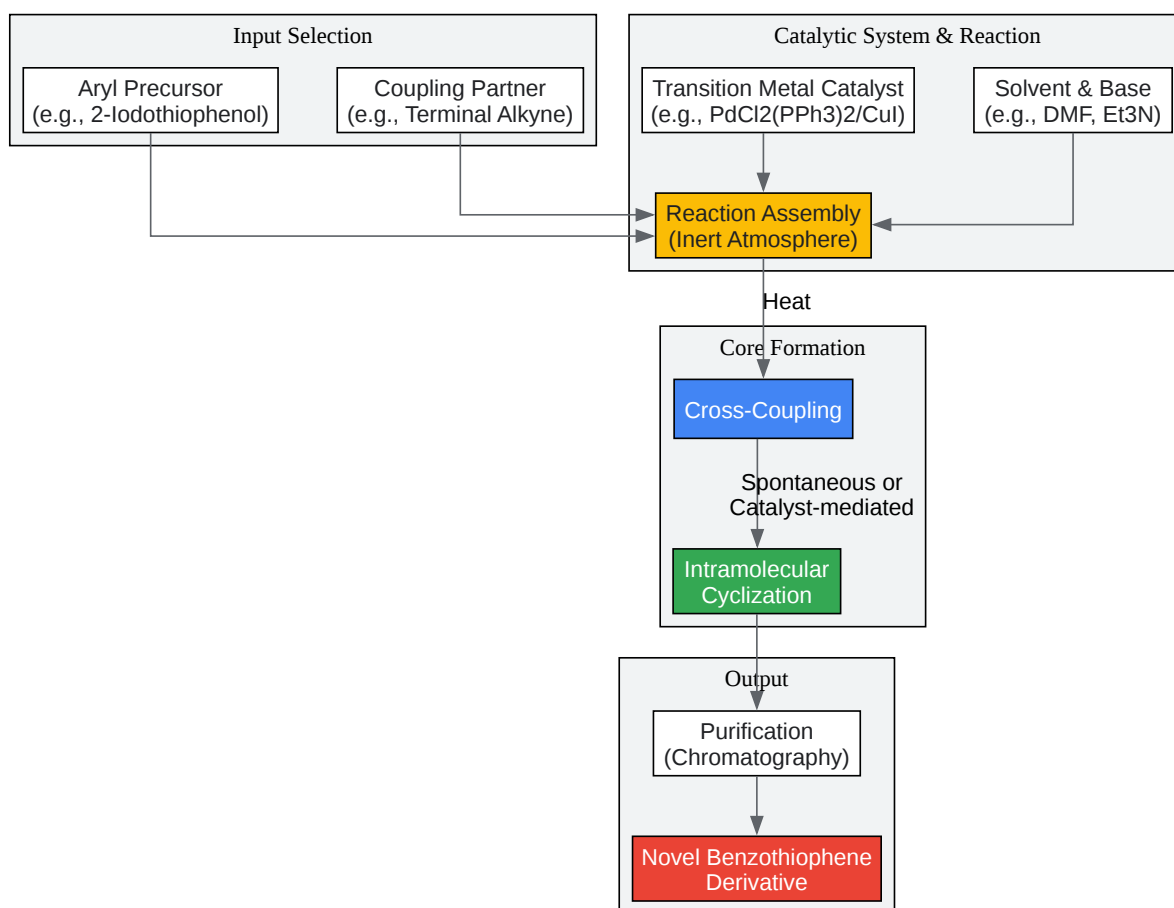 Input Selection
Aryl Precursor
(e.g., 2-Iodothiophenol)
Coupling Partner
(e.g., Terminal Alkyne)
Catalytic System & Reaction
Transition Metal Catalyst
(e.g., PdCl2(PPh3)2/CuI)
Solvent & Base
(e.g., DMF, Et3N)
Reaction Assembly
(Inert Atmosphere)
Heat
Core Formation
Cross-Coupling
Spontaneous or
Catalyst-mediated
Intramolecular
Cyclization
Output
Purification
(Chromatography)
Novel Benzothiophene
Derivative